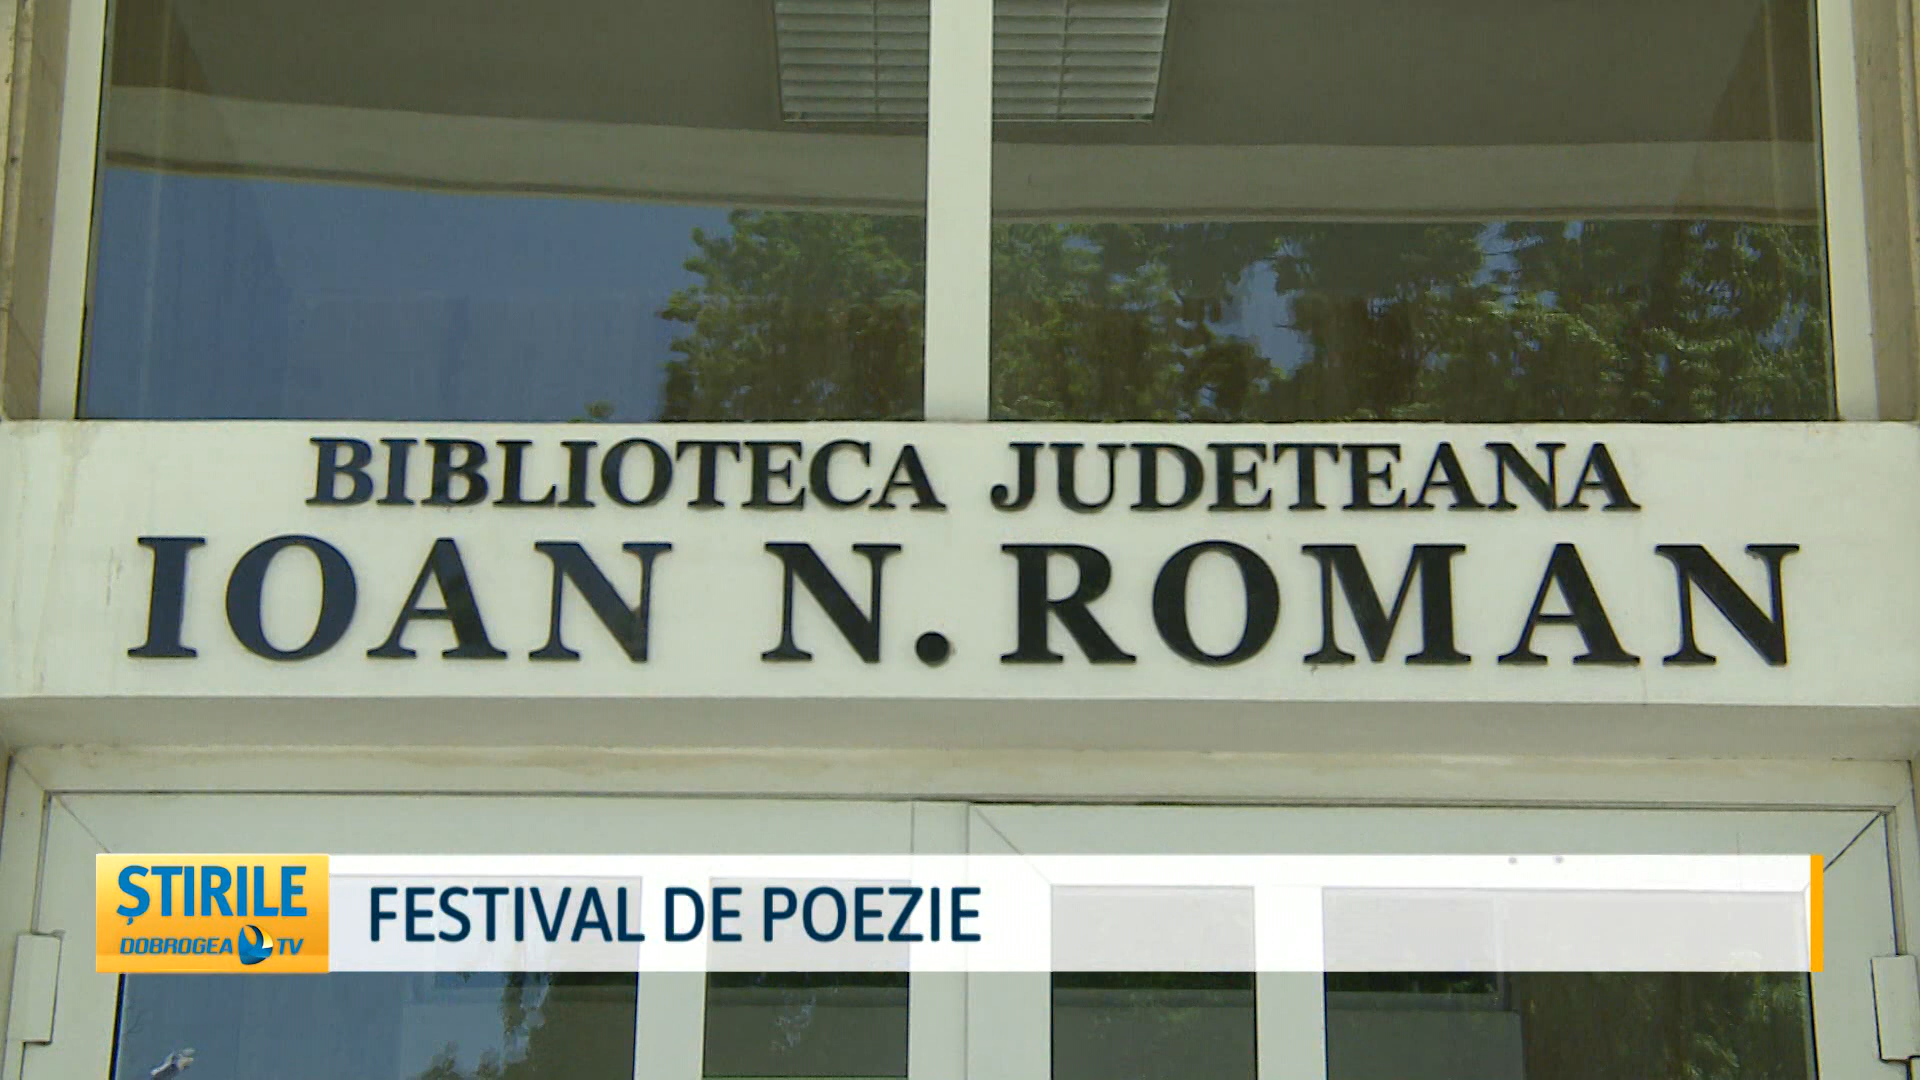 BIBLIOTECA JUDETEANA
IOAN N. ROMAN
ȘTIRILE
DOBROGEA TV
FESTIVAL DE POEZIE